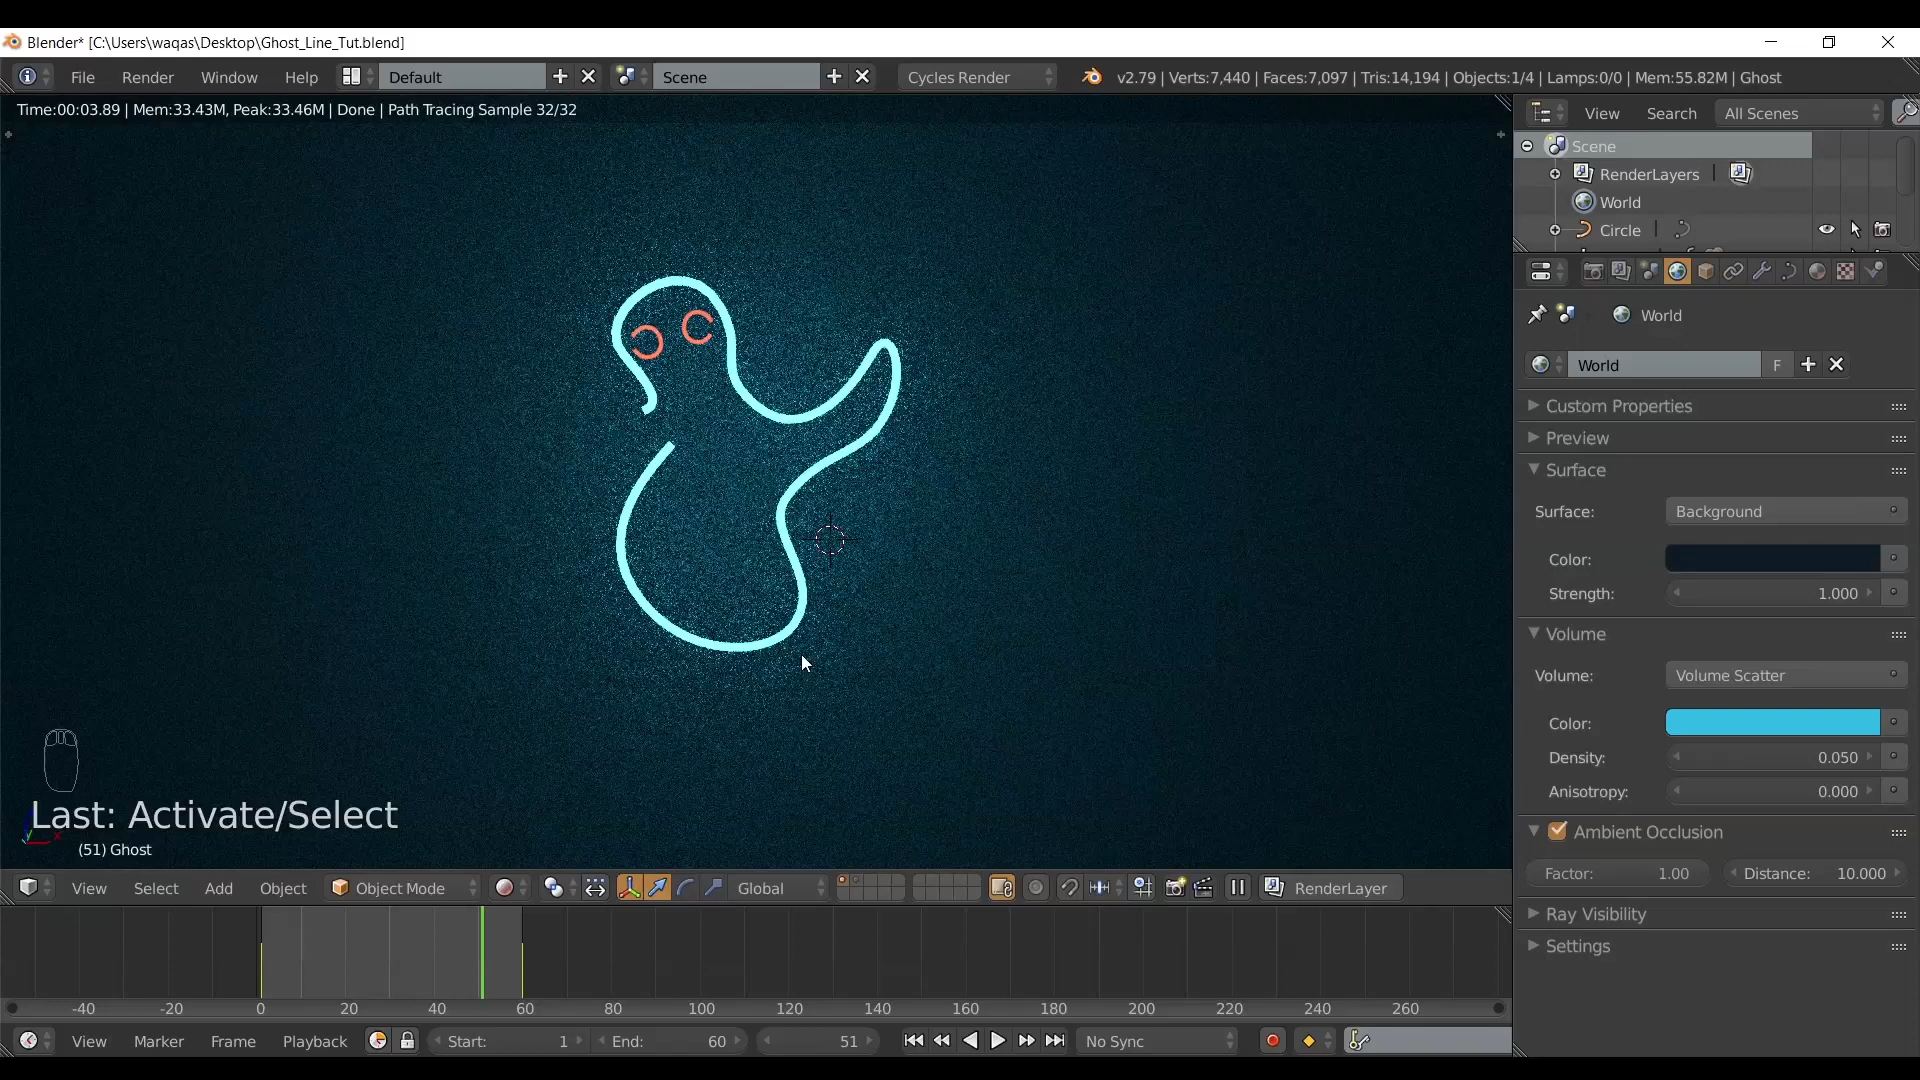 Blender* [C:\Users\waqas\Desktop\Ghost_Line_Tut.blend]
File Render Window Help Default Scene Cycles Render v2.79 | Verts:7,440 | Faces:7,097 | Tris:14,194 | Objects:1/4 | Lamps:0/0 | Mem:55.82M | Ghost
Time:00:03.89 | Mem:33.43M, Peak:33.46M | Done | Path Tracing Sample 32/32
View Search All Scenes
Scene
RenderLayers
World
Circle
World
World F
Custom Properties
Preview
Surface
Surface: Background
Color:
Strength: 1.000
Volume
Volume: Volume Scatter
Color:
Density: 0.050
Anisotropy: 0.000
Ambient Occlusion
Factor: 1.00 Distance: 10.000
Ray Visibility
Settings
Last: Activate/Select
(51) Ghost
View Select Add Object Object Mode Global RenderLayer
-40 -20 0 20 40 60 80 100 120 140 160 180 200 220 240 260
View Marker Frame Playback Start: 1 End: 60 51 No Sync